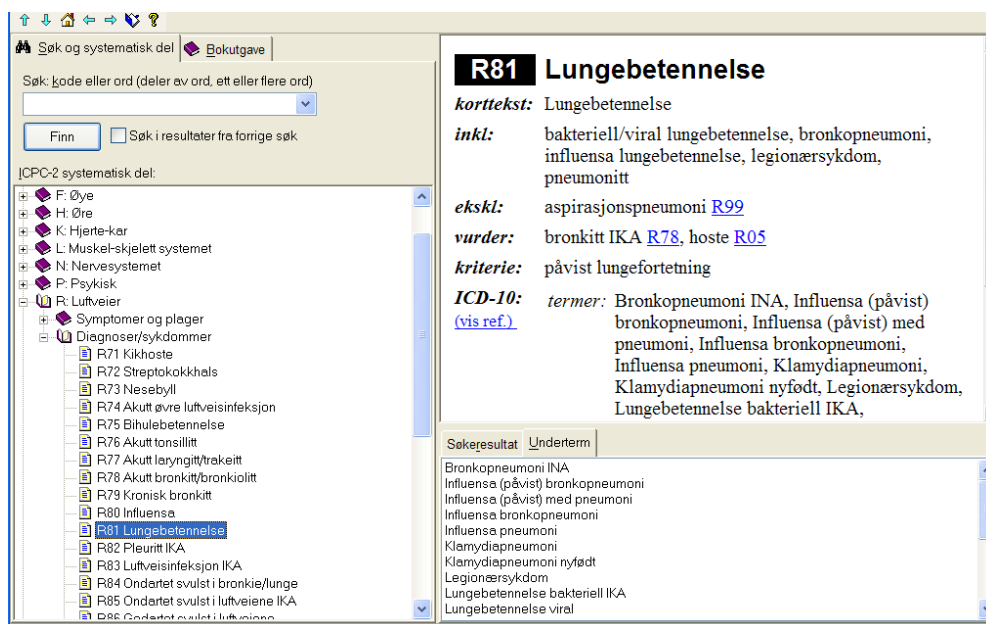 Søk og systematisk del
Bokutgave
Søk: kode eller ord (deler av ord, ett eller flere ord)
Finn
Søk i resultater fra forrige søk
ICPC-2 systematisk del:
F: Øye
H: Øre
K: Hjerte-kar
L: Muskel-skjelett systemet
N: Nervesystemet
P: Psykisk
R: Luftveier
Symptomer og plager
Diagnoser/sykdommer
R71 Kikhoste
R72 Streptokokkhals
R73 Nesebyll
R74 Akutt øvre luftveisinfeksjon
R75 Bihulebetennelse
R76 Akutt tonsillitt
R77 Akutt laryngitt/trakeitt
R78 Akutt bronkitt/bronkiolitt
R79 Kronisk bronkitt
R80 Influensa
R81 Lungebetennelse
R82 Pleuritt IKA
R83 Luftveisinfeksjon IKA
R84 Ondartet svulst i bronkie/lunge
R85 Ondartet svulst i luftveiene IKA
R86 Godartet svulst i luftveiene
R81 Lungebetennelse
korttekst: Lungebetennelse
inkl: bakteriell/viral lungebetennelse, bronkopneumoni,
influensa lungebetennelse, legionærsykdom,
pneumonitt
ekskl: aspirasjonspneumoni R99
vurder: bronkitt IKA R78, hoste R05
kriterie: påvist lungefortetning
ICD-10: termer: Bronkopneumoni INA, Influensa (påvist)
(vis ref.) bronkopneumoni, Influensa (påvist) med
pneumoni, Influensa bronkopneumoni,
Influensa pneumoni, Klamydiapneumoni,
Klamydiapneumoni nyfødt, Legionærsykdom,
Lungebetennelse bakteriell IKA,
Søkeresultat
Underterm
Bronkopneumoni INA
Influensa (påvist) bronkopneumoni
Influensa (påvist) med pneumoni
Influensa bronkopneumoni
Influensa pneumoni
Klamydiapneumoni
Klamydiapneumoni nyfødt
Legionærsykdom
Lungebetennelse bakteriell IKA
Lungebetennelse viral